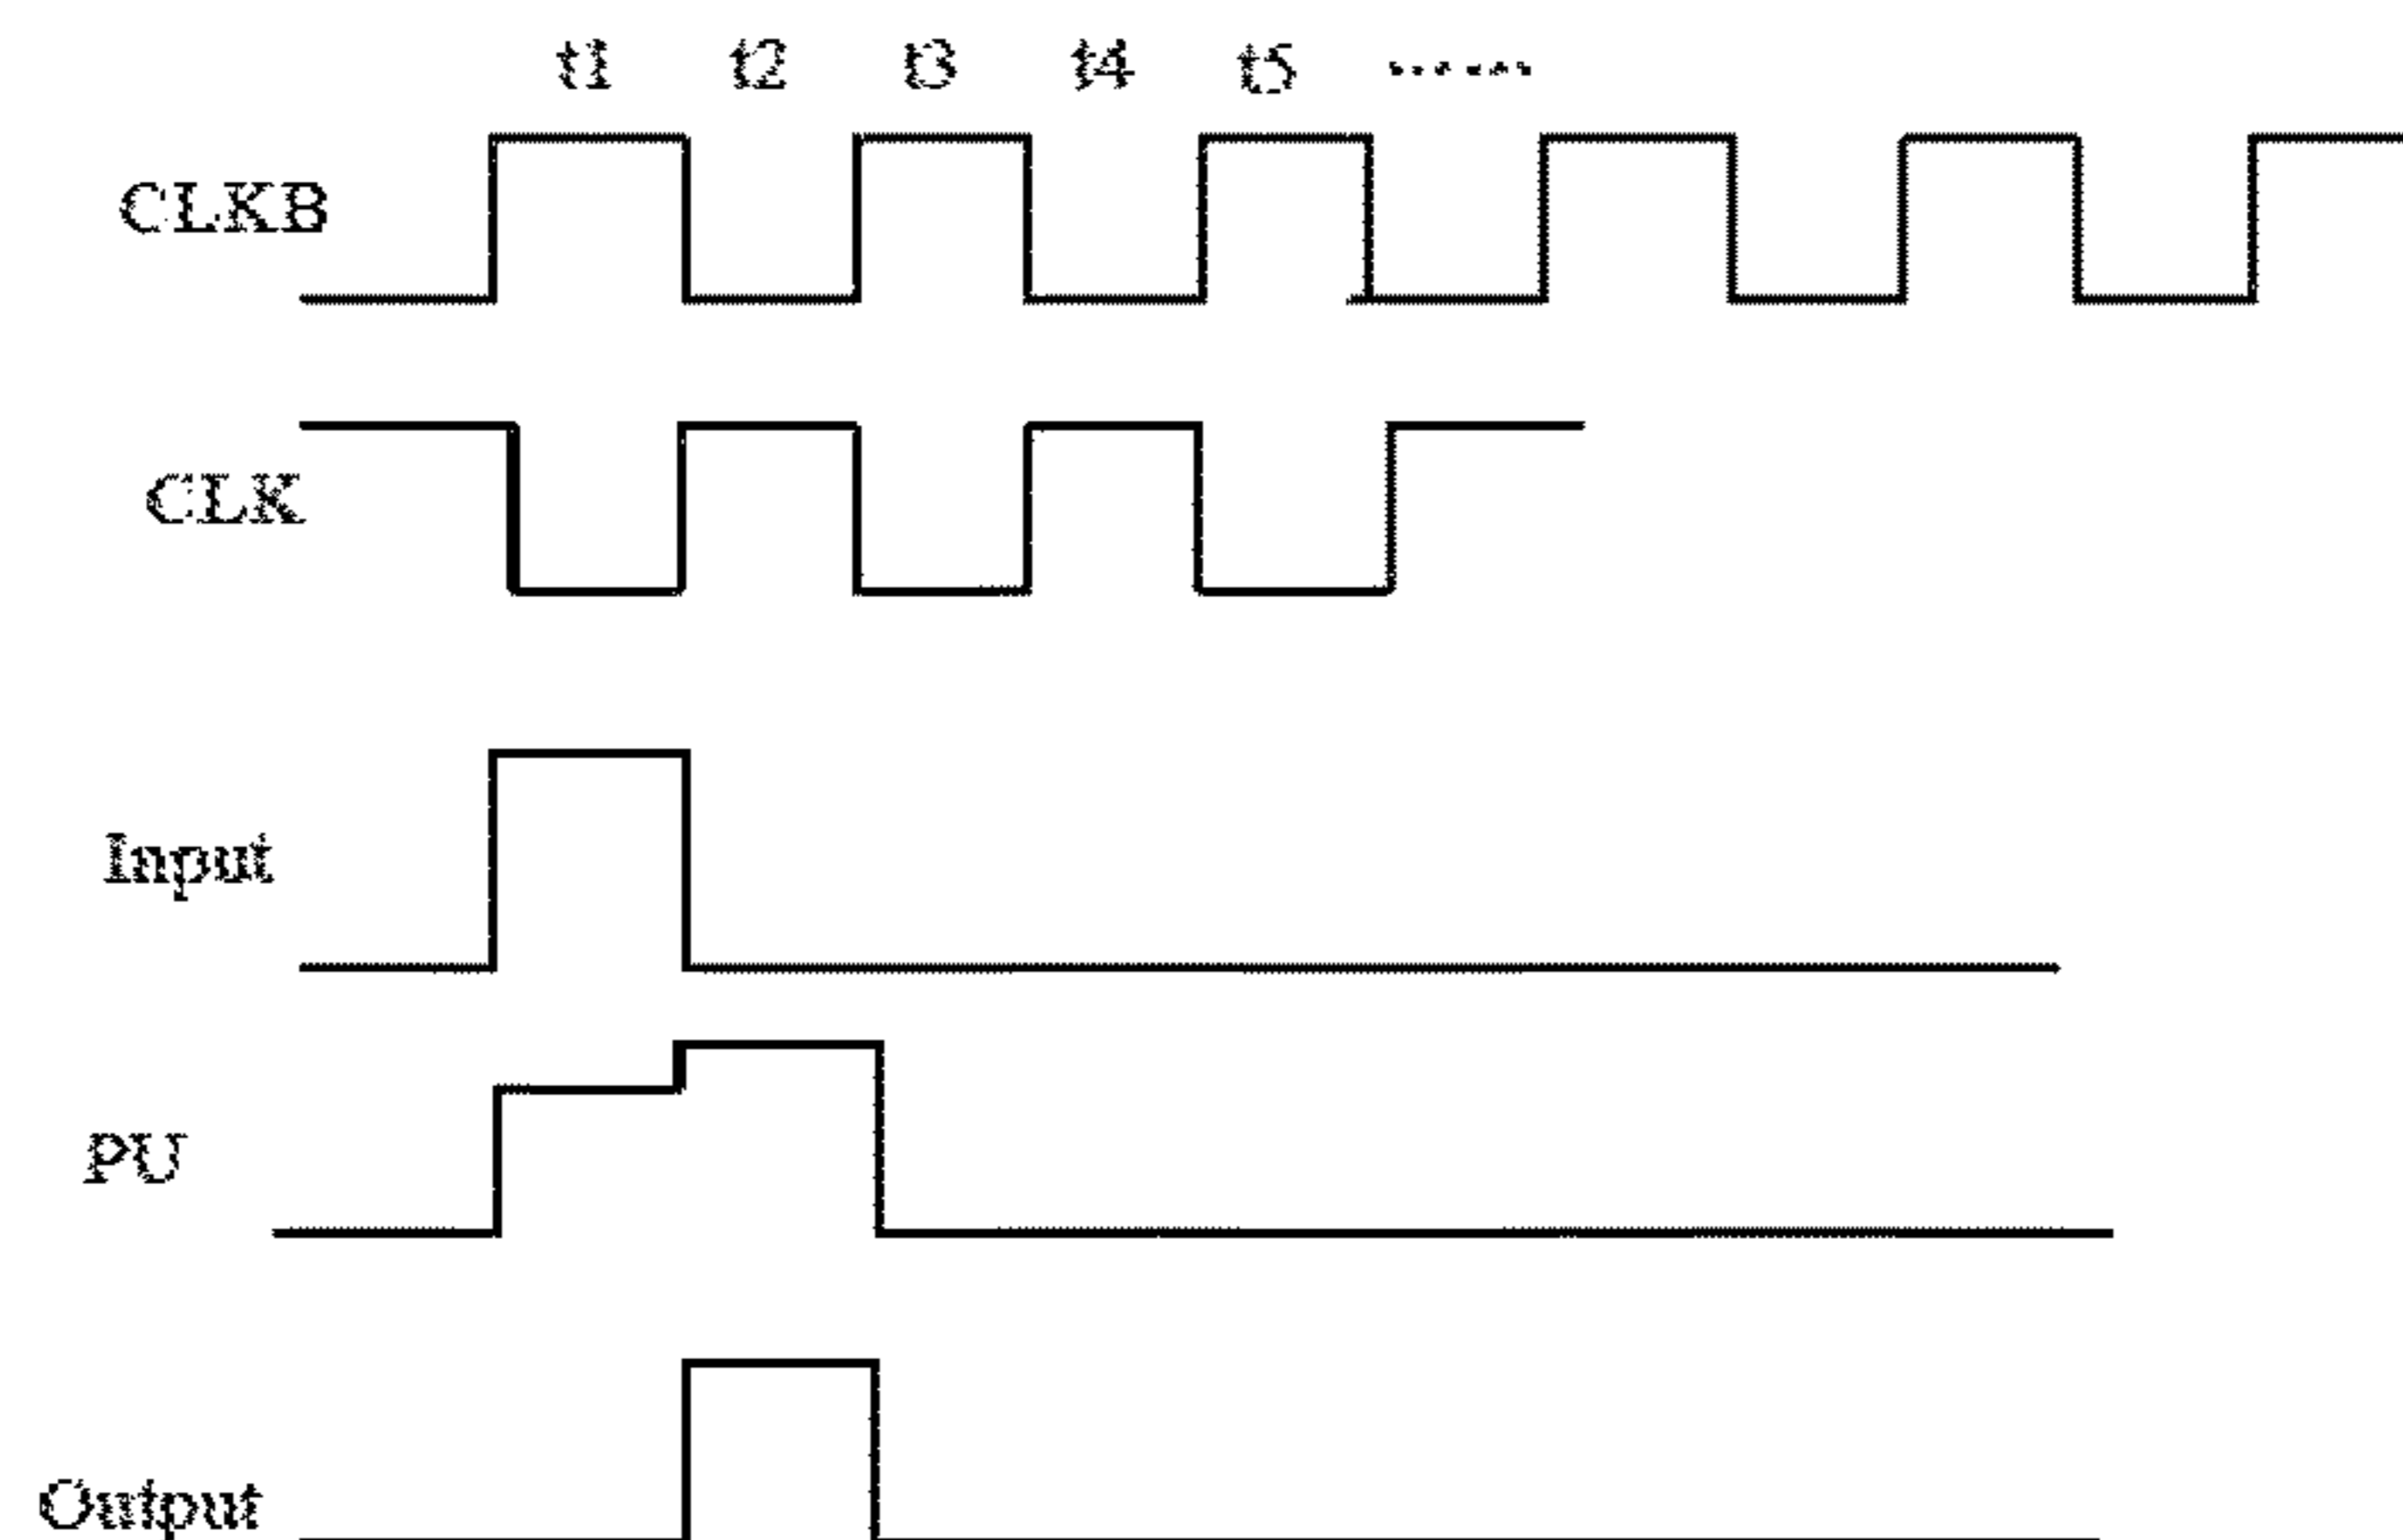 t1 t2 t3 t4 t5 ......
CLKB
CLK
Input
PU
Output